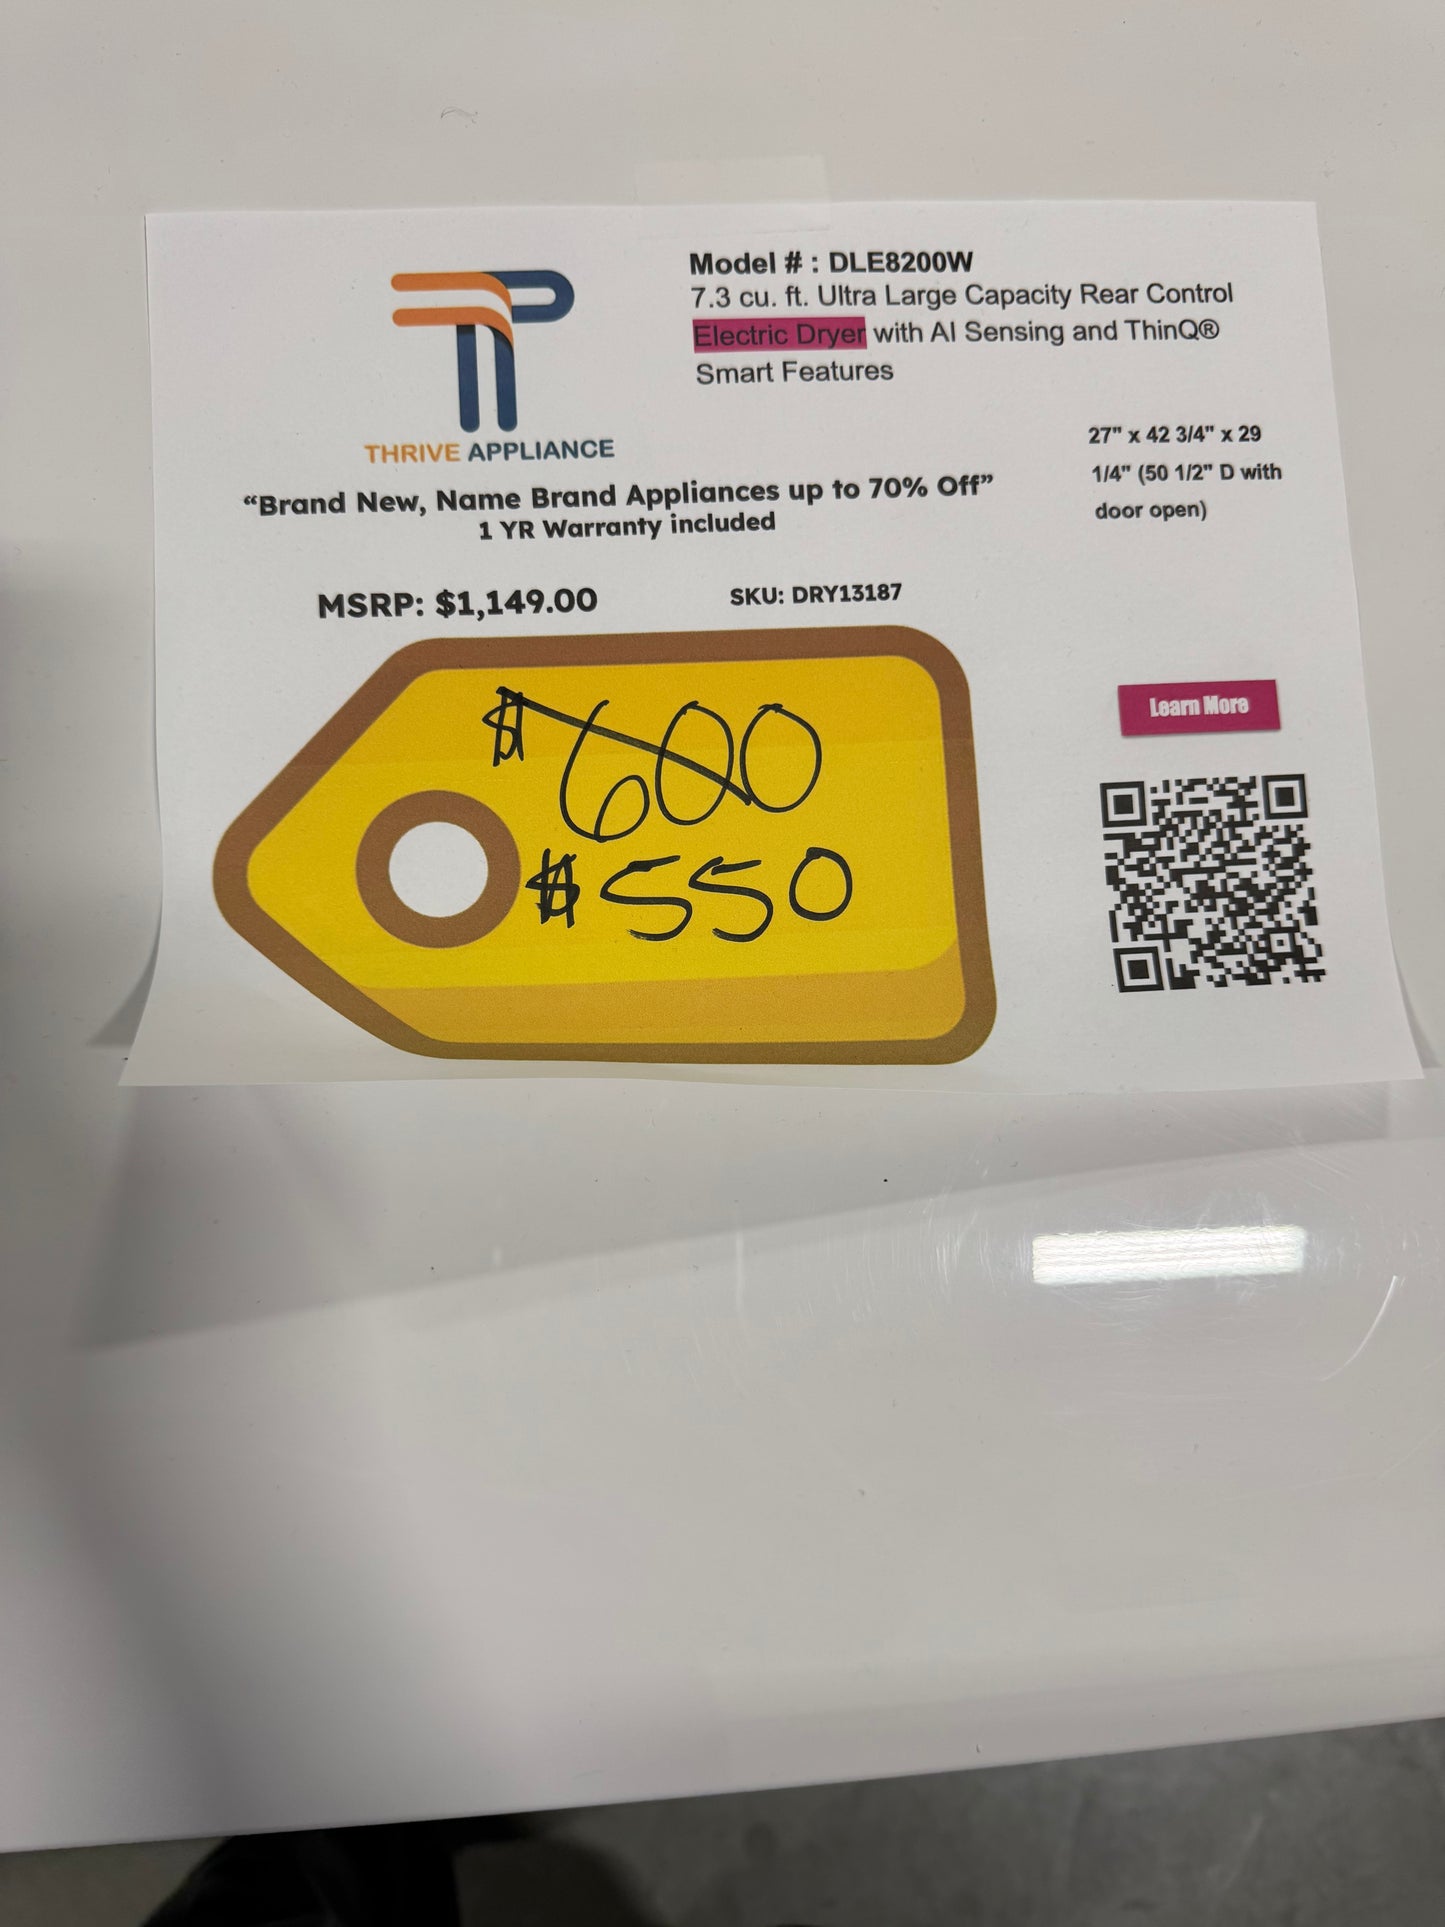 Model # : DLE8200W
7.3 cu. ft. Ultra Large Capacity Rear Control
Electric Dryer with AI Sensing and ThinQ®
Smart Features
THRIVE APPLIANCE
27" x 42 3/4" x 29
1/4" (50 1/2" D with
door open)
“Brand New, Name Brand Appliances up to 70% Off”
1 YR Warranty included
MSRP: $1,149.00
SKU: DRY13187
$600
$550
Learn More